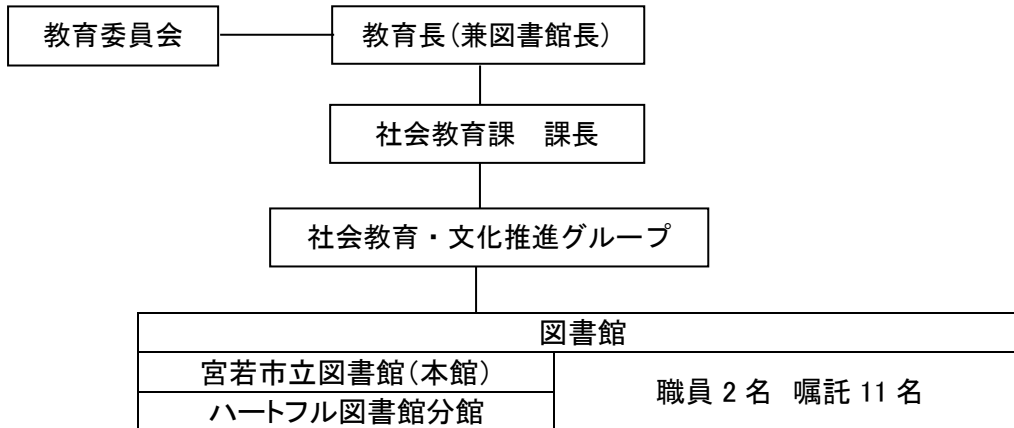 教育委員会
教育長(兼図書館長)
社会教育課　課長
社会教育・文化推進グループ
図書館
宮若市立図書館(本館)
職員 2 名 嘱託 11 名
ハートフル図書館分館